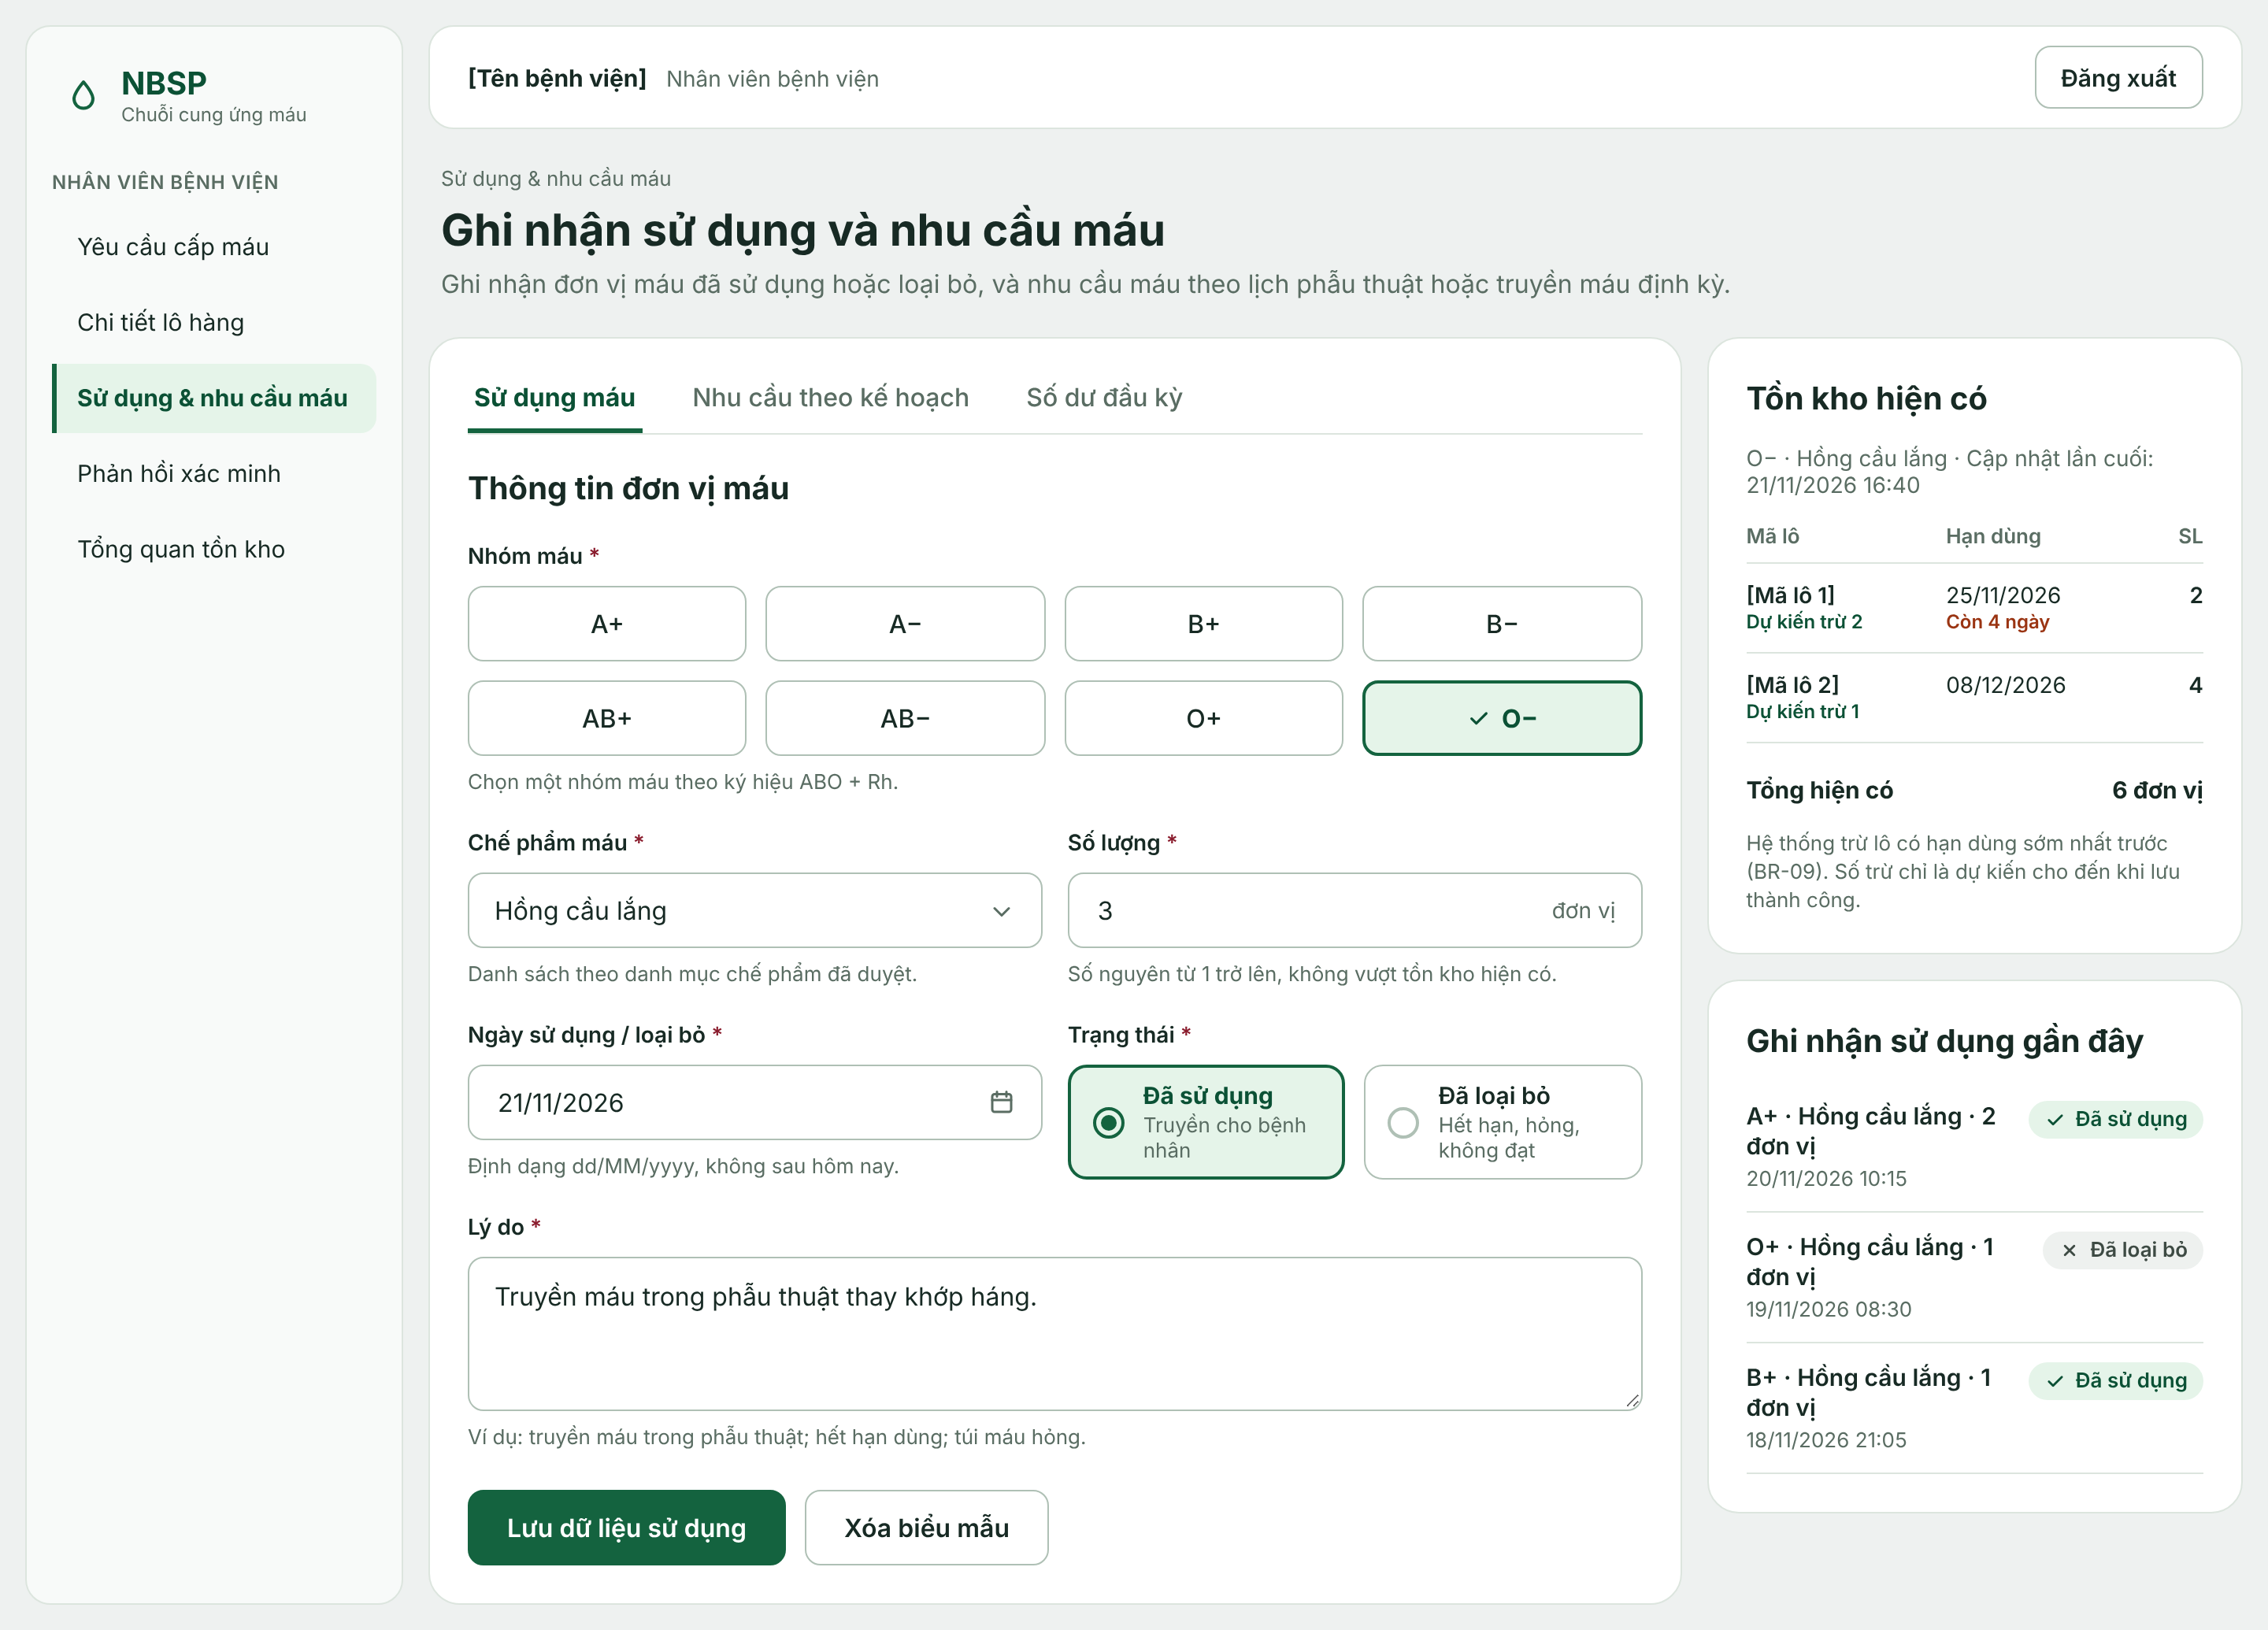 NBSP
Chuỗi cung ứng máu
NHÂN VIÊN BỆNH VIỆN
Yêu cầu cấp máu
Chi tiết lô hàng
Sử dụng & nhu cầu máu
Phản hồi xác minh
Tổng quan tồn kho
[Tên bệnh viện] Nhân viên bệnh viện
Đăng xuất
Sử dụng & nhu cầu máu
Ghi nhận sử dụng và nhu cầu máu
Ghi nhận đơn vị máu đã sử dụng hoặc loại bỏ, và nhu cầu máu theo lịch phẫu thuật hoặc truyền máu định kỳ.
Sử dụng máu Nhu cầu theo kế hoạch Số dư đầu kỳ
Thông tin đơn vị máu
Nhóm máu *
A+ A− B+ B−
AB+ AB− O+ O−
Chọn một nhóm máu theo ký hiệu ABO + Rh.
Chế phẩm máu * Số lượng *
Hồng cầu lắng 3 đơn vị
Danh sách theo danh mục chế phẩm đã duyệt. Số nguyên từ 1 trở lên, không vượt tồn kho hiện có.
Ngày sử dụng / loại bỏ *
21/11/2026
Định dạng dd/MM/yyyy, không sau hôm nay.
Trạng thái *
Đã sử dụng
Truyền cho bệnh
nhân
Đã loại bỏ
Hết hạn, hỏng,
không đạt
Lý do *
Truyền máu trong phẫu thuật thay khớp háng.
Ví dụ: truyền máu trong phẫu thuật; hết hạn dùng; túi máu hỏng.
Lưu dữ liệu sử dụng Xóa biểu mẫu
Tồn kho hiện có
O− · Hồng cầu lắng · Cập nhật lần cuối:
21/11/2026 16:40
Mã lô Hạn dùng SL
[Mã lô 1] 25/11/2026 2
Dự kiến trừ 2 Còn 4 ngày
[Mã lô 2] 08/12/2026 4
Dự kiến trừ 1
Tổng hiện có 6 đơn vị
Hệ thống trừ lô có hạn dùng sớm nhất trước
(BR-09). Số trừ chỉ là dự kiến cho đến khi lưu
thành công.
Ghi nhận sử dụng gần đây
A+ · Hồng cầu lắng · 2 Đã sử dụng
đơn vị
20/11/2026 10:15
O+ · Hồng cầu lắng · 1 Đã loại bỏ
đơn vị
19/11/2026 08:30
B+ · Hồng cầu lắng · 1 Đã sử dụng
đơn vị
18/11/2026 21:05